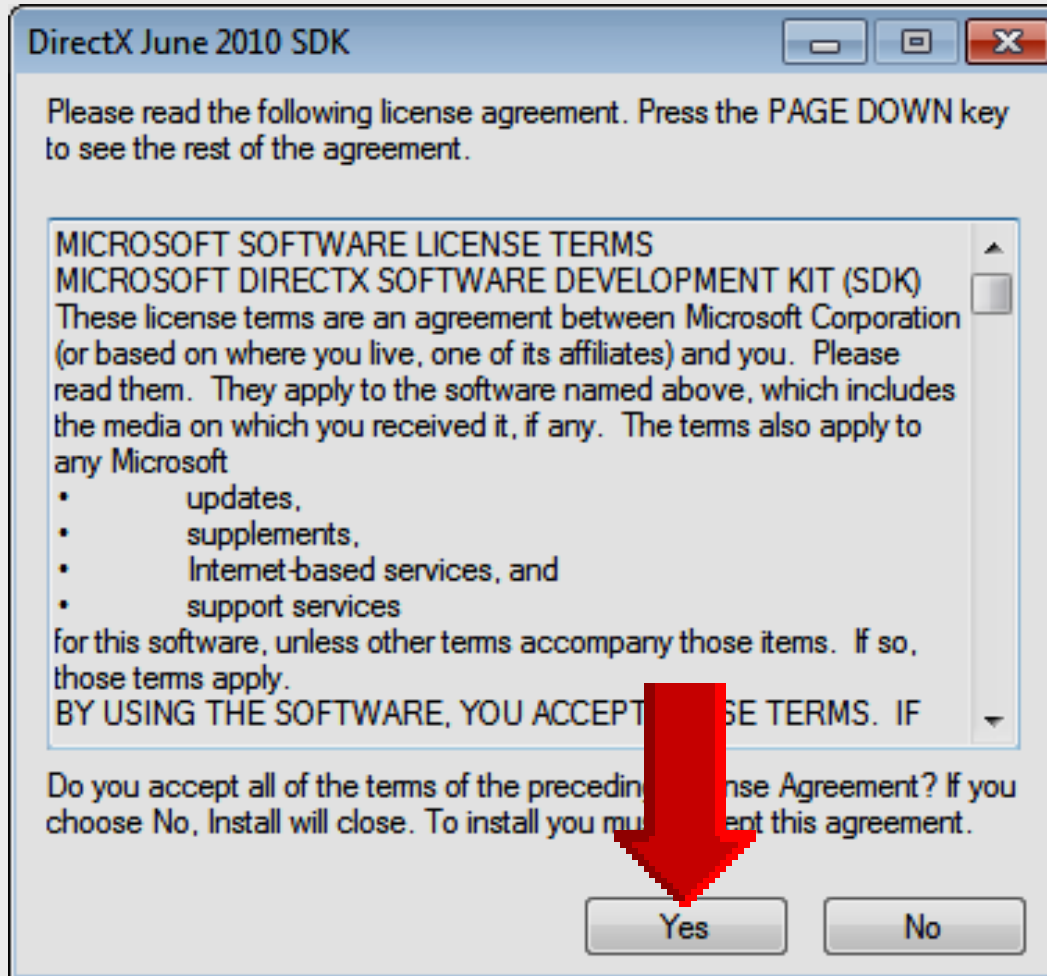 DirectX June 2010 SDK
Please read the following license agreement. Press the PAGE DOWN key
to see the rest of the agreement.
MICROSOFT SOFTWARE LICENSE TERMS
MICROSOFT DIRECTX SOFTWARE DEVELOPMENT KIT (SDK)
These license terms are an agreement between Microsoft Corporation
(or based on where you live, one of its affiliates) and you. Please
read them. They apply to the software named above, which includes
the media on which you received it, if any. The terms also apply to
any Microsoft
• updates,
• supplements,
• Internet-based services, and
• support services
for this software, unless other terms accompany those items. If so,
those terms apply.
BY USING THE SOFTWARE, YOU ACCEPT TERMS. IF
Do you accept all of the terms of the Agreement? If you
choose No, Install will close. To install you this agreement.
Yes
No